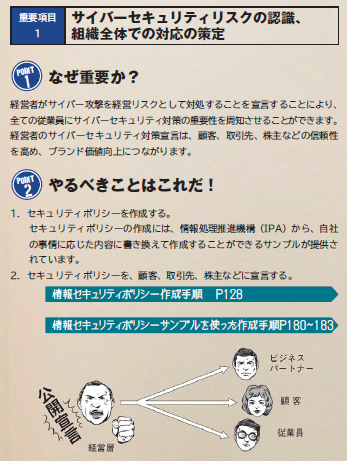 重要項目
1
サイバーセキュリティリスクの認識、
組織全体での対応の策定
POINT
1
なぜ重要か？
経営者がサイバー攻撃を経営リスクとして対処することを宣言することにより、
全ての従業員にサイバーセキュリティ対策の重要性を周知させることができます。
経営者のサイバーセキュリティ対策宣言は、顧客、取引先、株主などの信頼性
を高め、ブランド価値向上につながります。
POINT
2
やるべきことはこれだ！
1. セキュリティポリシーを作成する。
セキュリティポリシーの作成には、情報処理推進機構（IPA）から、自社
の事情に応じた内容に書き換えて作成することができるサンプルが提供さ
れています。
2. セキュリティポリシーを、顧客、取引先、株主などに宣言する。
情報セキュリティポリシー作成手順 P128
情報セキュリティポリシーサンプルを使った作成手順P180~183
公開宣言
経営層
ビジネス
パートナー
顧客
従業員